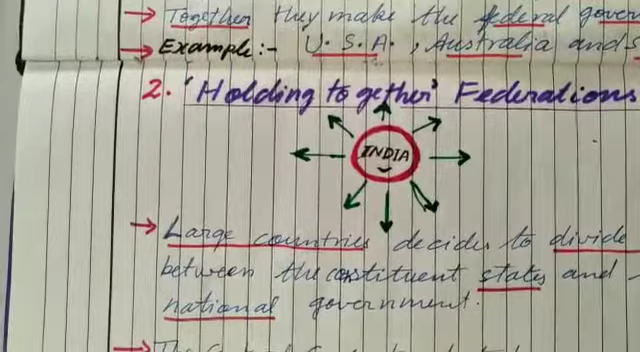 → Together they make the federal gover
→ Example:- U.S.A., Australia and S
2. 'Holding together' Federations
INDIA
→ Large countries decides to divide
between the constituent states and
national government.